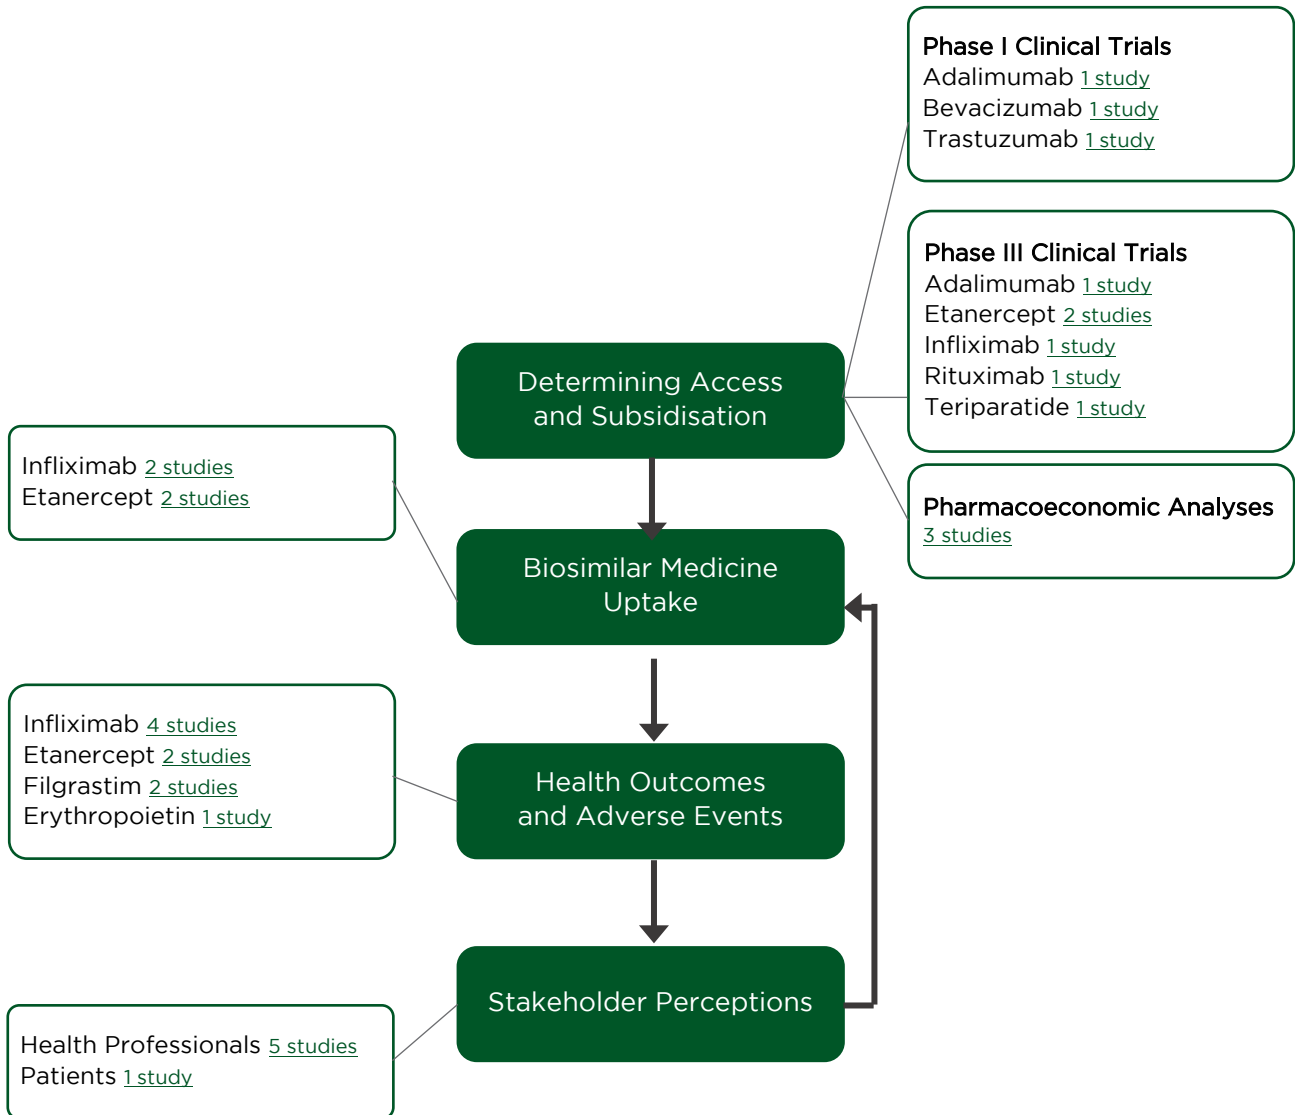 Phase I Clinical Trials
Adalimumab 1 study
Bevacizumab 1 study
Trastuzumab 1 study
Phase III Clinical Trials
Adalimumab 1 study
Etanercept 2 studies
Infliximab 1 study
Rituximab 1 study
Teriparatide 1 study
Pharmacoeconomic Analyses
3 studies
Determining Access
and Subsidisation
Infliximab 2 studies
Etanercept 2 studies
Biosimilar Medicine
Uptake
Infliximab 4 studies
Etanercept 2 studies
Filgrastim 2 studies
Erythropoietin 1 study
Health Outcomes
and Adverse Events
Stakeholder Perceptions
Health Professionals 5 studies
Patients 1 study